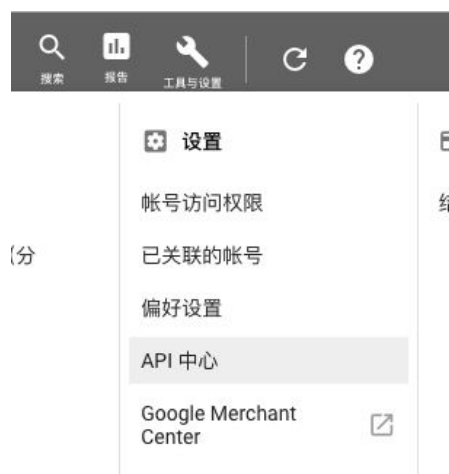 搜索 报告 工具与设置
设置
帐号访问权限
(分
已关联的帐号
偏好设置
API 中心
Google Merchant
Center